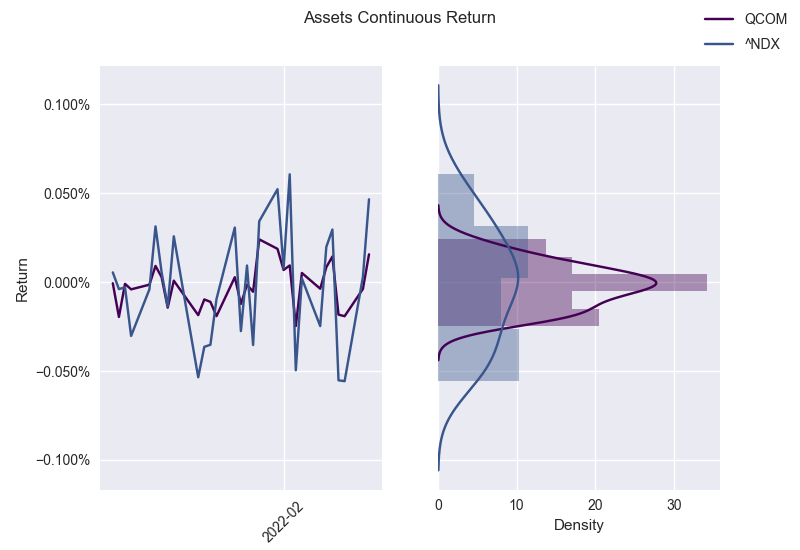 Assets Continuous Return
QCOM
^NDX
0.100%
0.050%
0.000%
−0.050%
−0.100%
Return
2022-02
0
10
20
30
Density